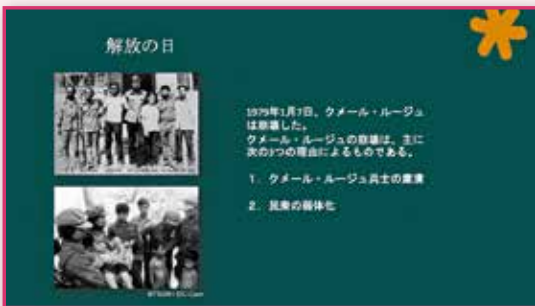 解放の日
1979年1月7日、クメール・ルージュ
は崩壊した。
クメール・ルージュの崩壊は、主に
次の つの理由によるものである。
1. クメール・ルージュ兵士の
2. 民衆の弱体化